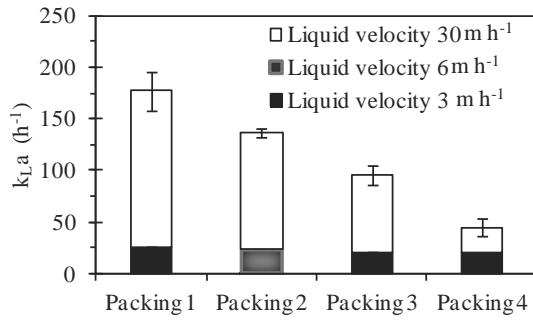 250
200
150
100
50
0
k_L a (h⁻¹)
Liquid velocity 30 m h⁻¹
Liquid velocity 6 m h⁻¹
Liquid velocity 3 m h⁻¹
Packing 1 Packing 2 Packing 3 Packing 4